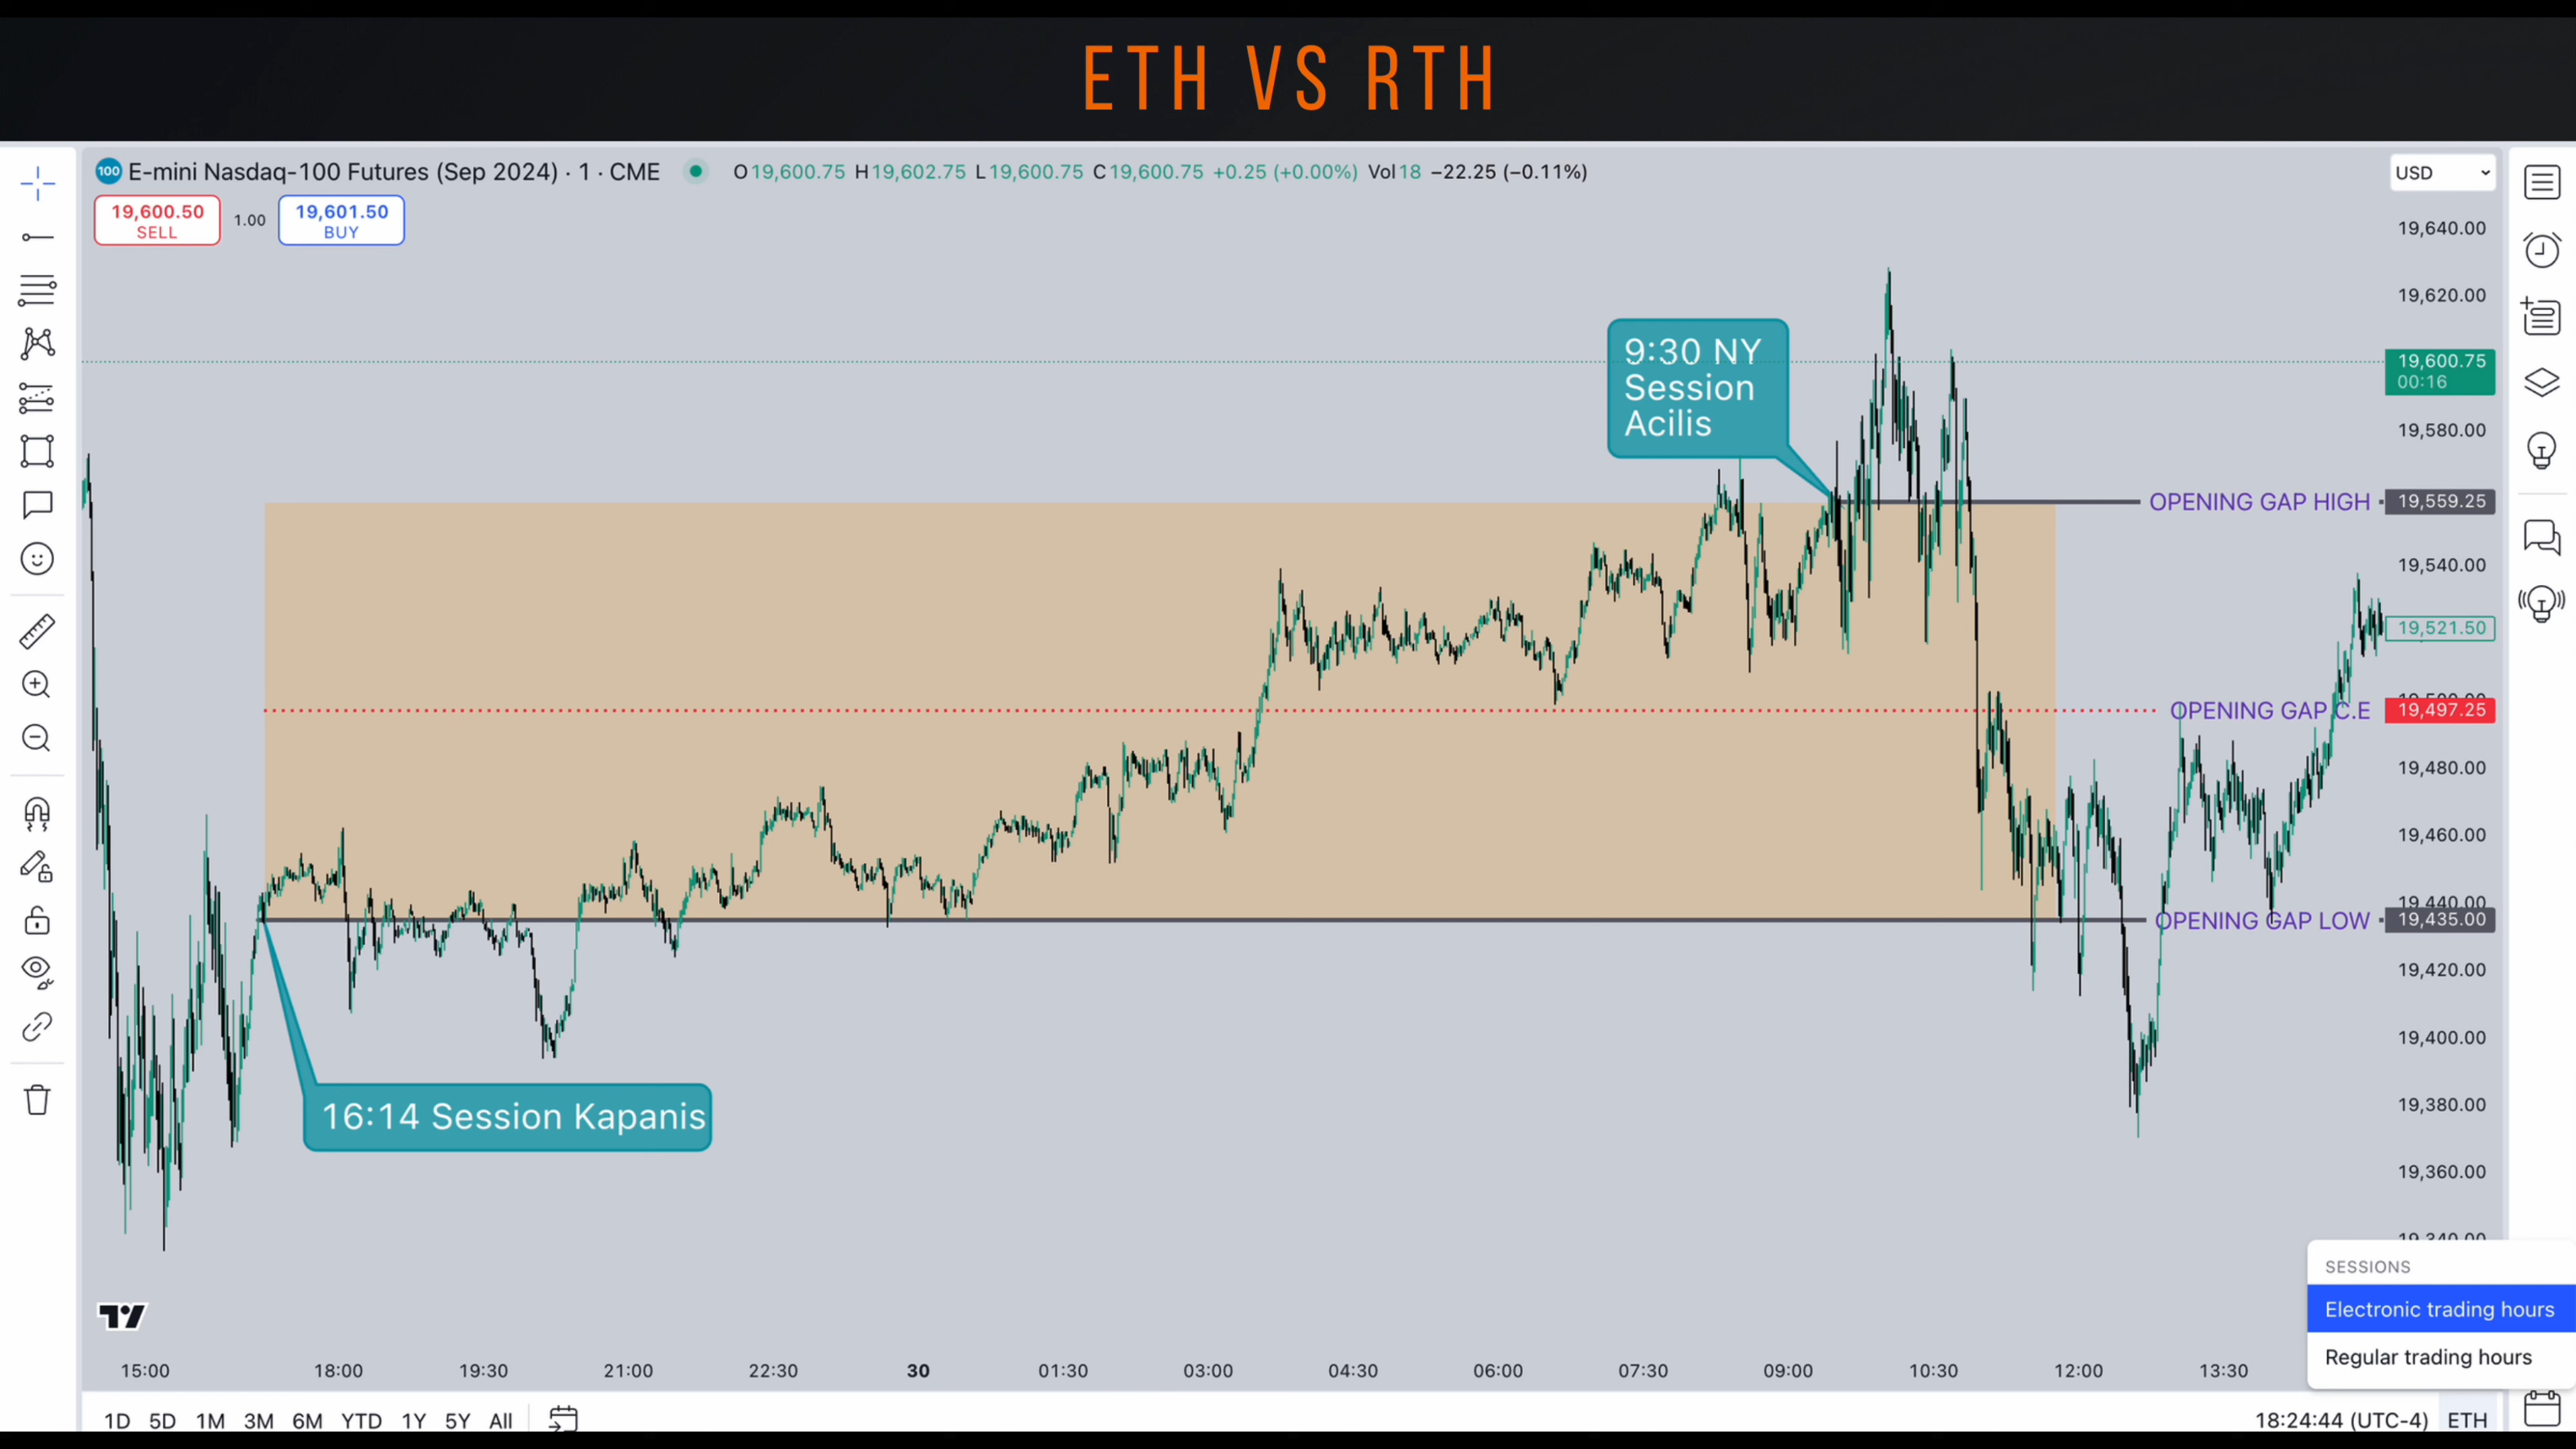 ETH VS RTH
100 E-mini Nasdaq-100 Futures (Sep 2024) · 1 · CME O19,600.75 H19,602.75 L19,600.75 C19,600.75 +0.25 (+0.00%) Vol18 −22.25 (−0.11%)
USD
19,600.50
SELL
1.00
19,601.50
BUY
19,640.00
19,620.00
9:30 NY
Session
Acilis
19,600.75
00:16
19,580.00
OPENING GAP HIGH
19,559.25
19,540.00
19,521.50
OPENING GAP C.E
19,497.25
19,480.00
19,460.00
19,440.00
OPENING GAP LOW
19,435.00
19,420.00
19,400.00
16:14 Session Kapanis
19,380.00
19,360.00
SESSIONS
Electronic trading hours
Regular trading hours
15:00 18:00 19:30 21:00 22:30 30 01:30 03:00 04:30 06:00 07:30 09:00 10:30 12:00 13:30
1D 5D 1M 3M 6M YTD 1Y 5Y All
18:24:44 (UTC-4) ETH